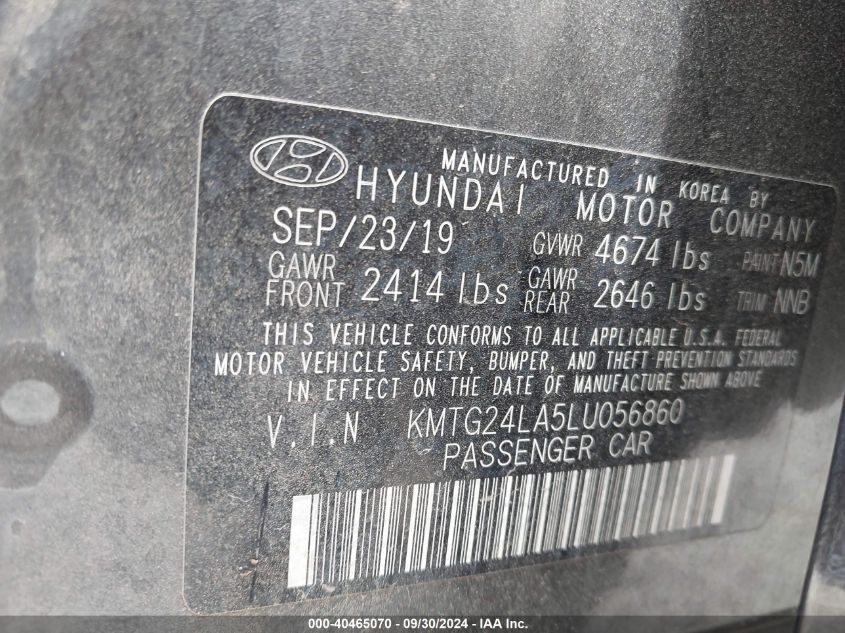 MANUFACTURED IN KOREA BY
HYUNDAI MOTOR COMPANY
SEP/23/19 GVWR 4674 lbs PAINT N5M
GAWR FRONT 2414 lbs GAWR REAR 2646 lbs TRIM NNB
THIS VEHICLE CONFORMS TO ALL APPLICABLE U.S.A. FEDERAL
MOTOR VEHICLE SAFETY, BUMPER, AND THEFT PREVENTION STANDARDS
IN EFFECT ON THE DATE OF MANUFACTURE SHOWN ABOVE
V.I.N KMTG24LA5LU056860
PASSENGER CAR
000-40465070 / 09/30/2024 - IAA Inc.